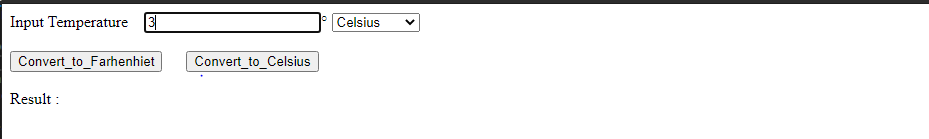 Input Temperature 3 ° Celsius
Convert_to_Farhenhiet Convert_to_Celsius
Result :